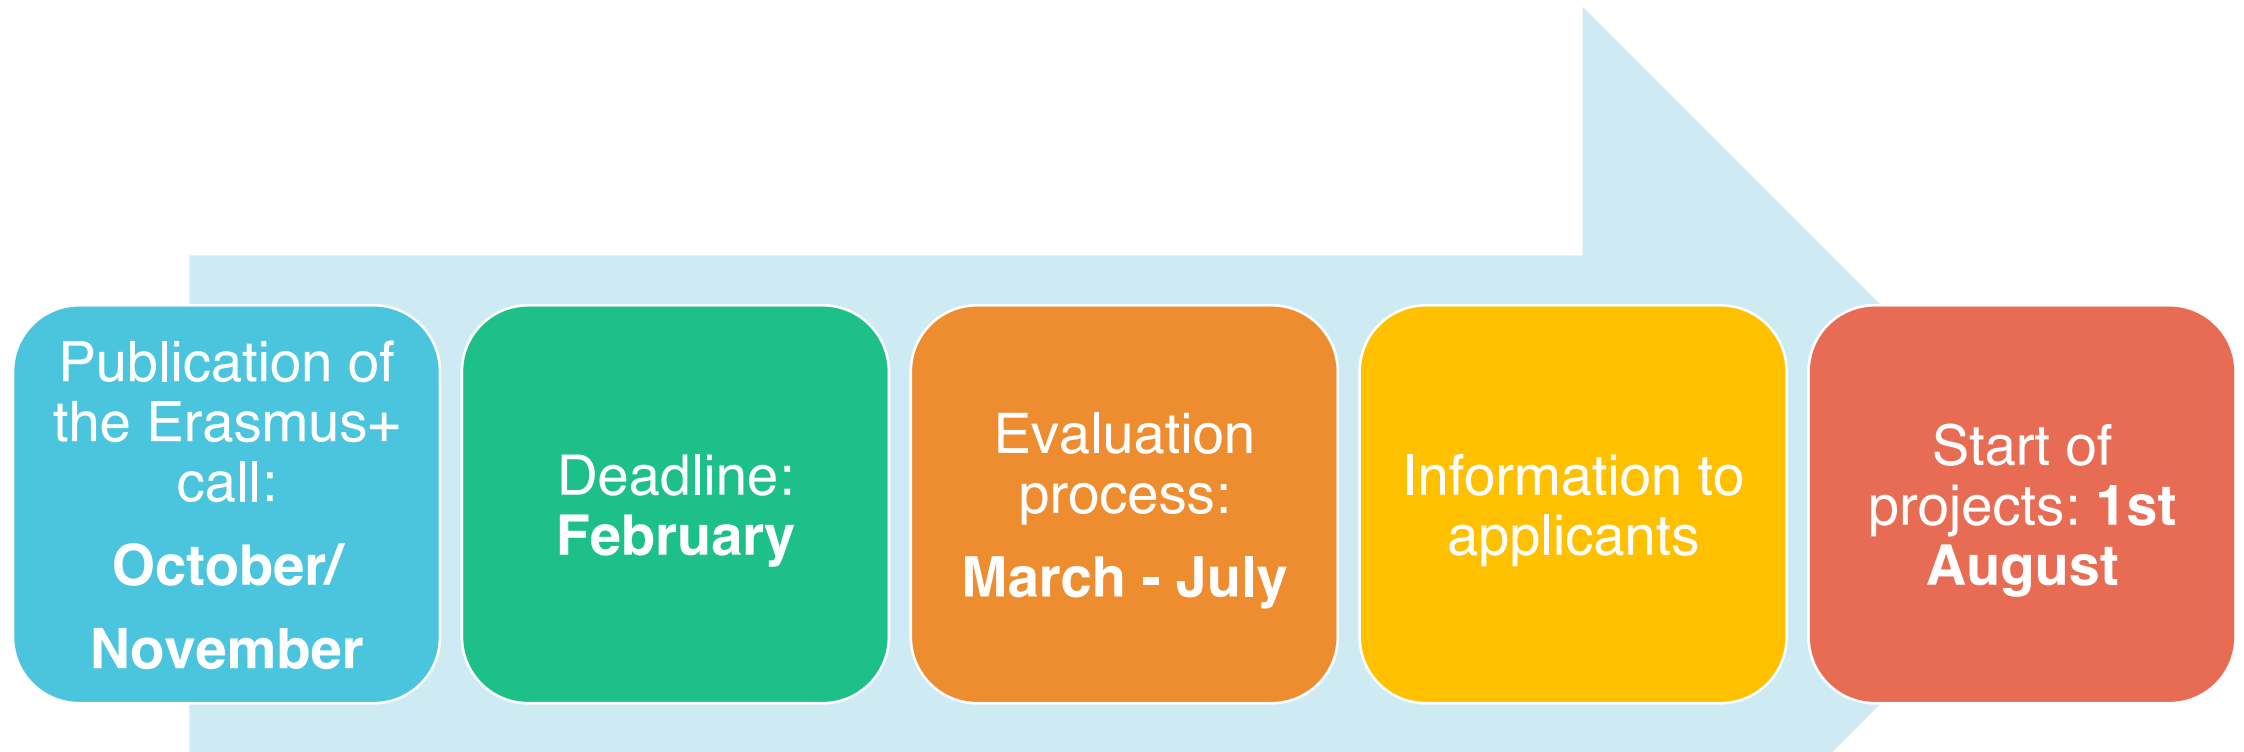 Publication of
the Erasmus+
call:
October/
November
Deadline:
February
Evaluation
process:
March - July
Information to
applicants
Start of
projects: 1st
August